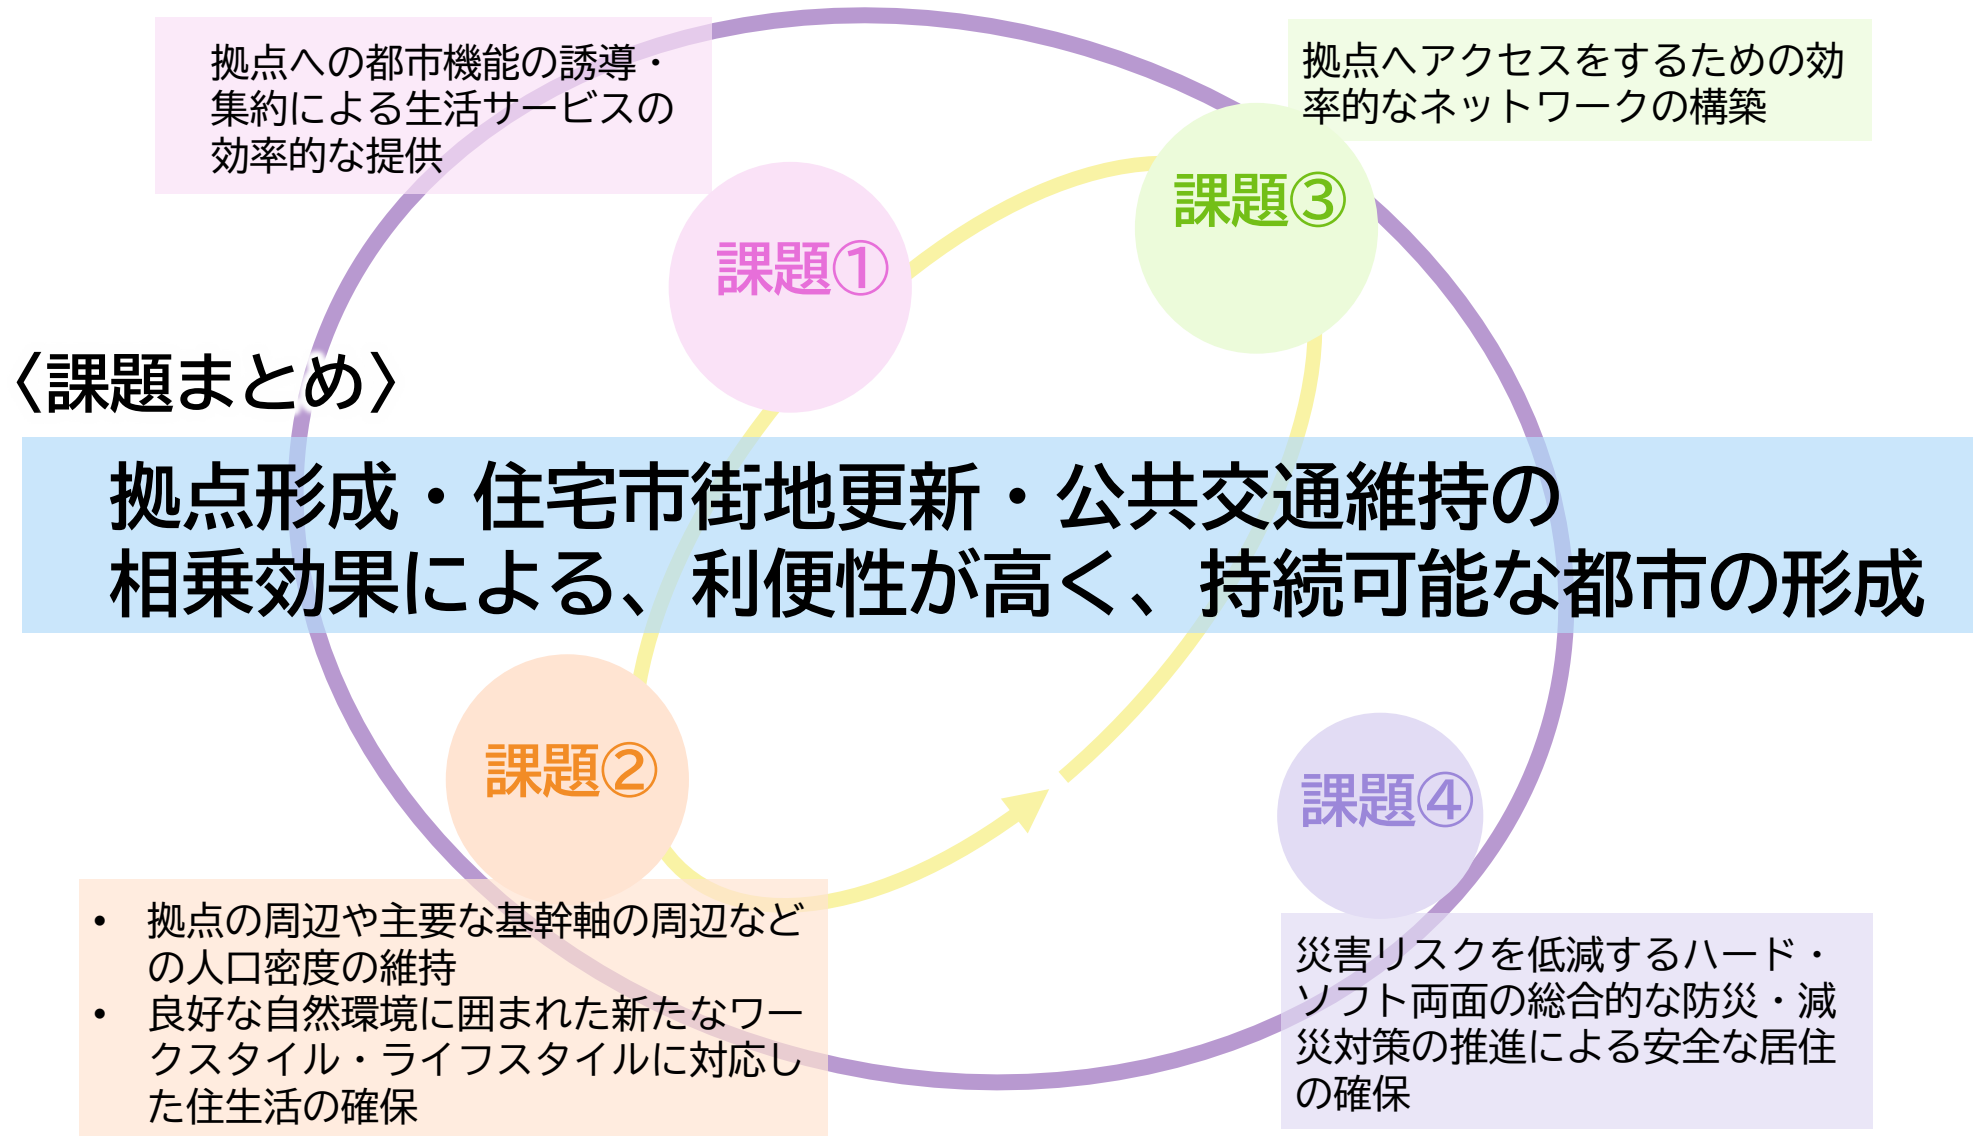 拠点への都市機能の誘導・
集約による生活サービスの
効率的な提供
拠点へアクセスをするための効
率的なネットワークの構築
課題①
課題③
〈課題まとめ〉
拠点形成・住宅市街地更新・公共交通維持の
相乗効果による、利便性が高く、持続可能な都市の形成
課題②
課題④
• 拠点の周辺や主要な基幹軸の周辺など
の人口密度の維持
• 良好な自然環境に囲まれた新たなワー
クスタイル・ライフスタイルに対応し
た住生活の確保
災害リスクを低減するハード・
ソフト両面の総合的な防災・減
災対策の推進による安全な居住
の確保